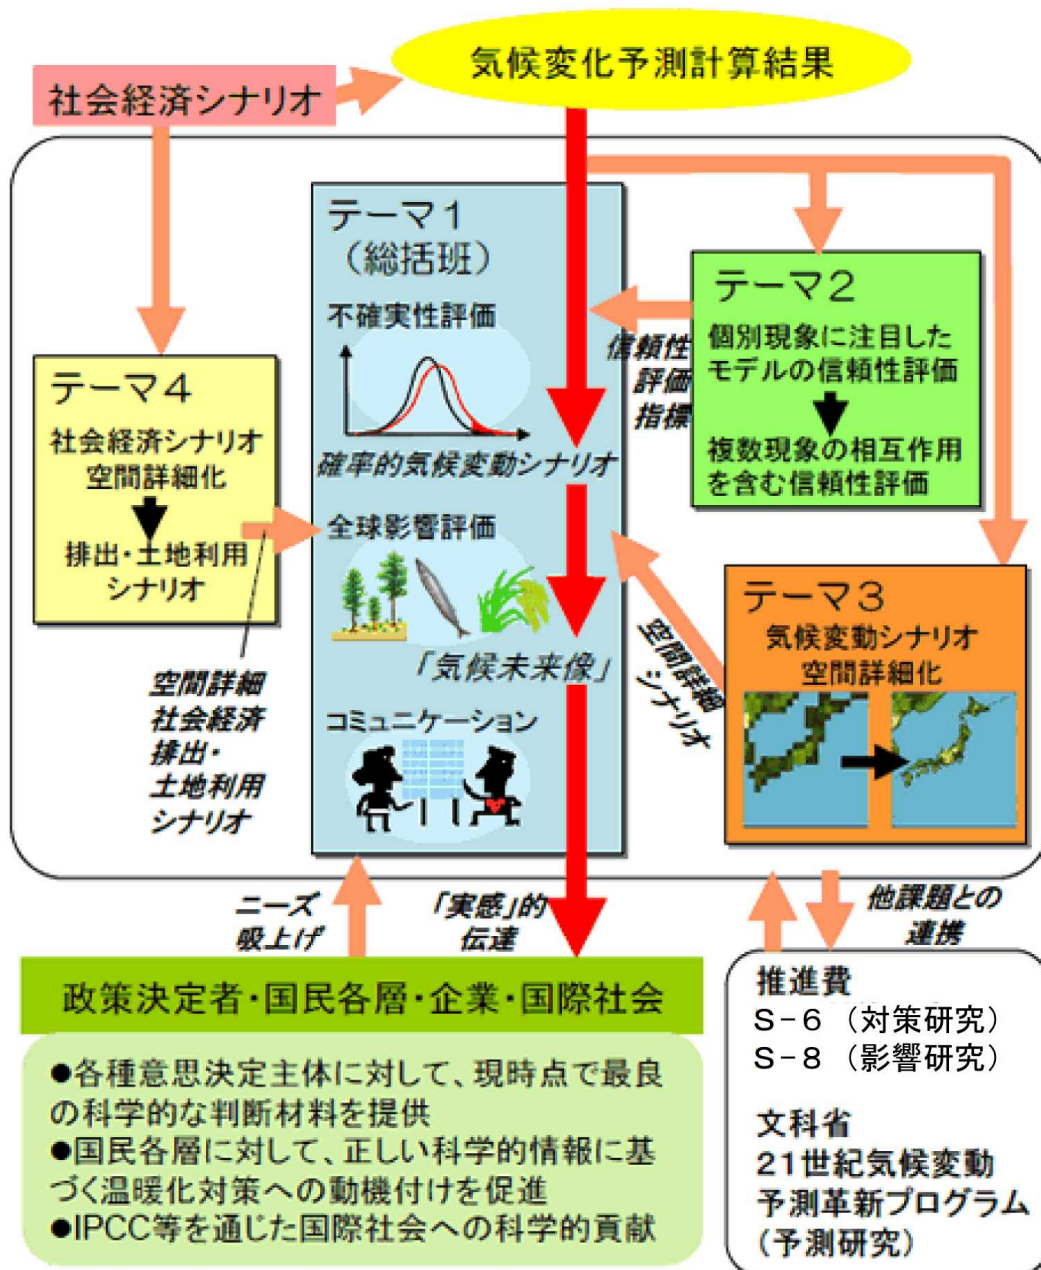 気候変化予測計算結果
社会経済シナリオ
テーマ1
（総括班）
不確実性評価
確率的気候変動シナリオ
全球影響評価
「気候未来像」
コミュニケーション
テーマ2
個別現象に注目した
モデルの信頼性評価
複数現象の相互作用
を含む信頼性評価
信頼性
評価
指標
テーマ4
社会経済シナリオ
空間詳細化
排出・土地利用
シナリオ
空間詳細
社会経済
排出・
土地利用
シナリオ
テーマ3
気候変動シナリオ
空間詳細化
空間詳細
シナリオ
ニーズ
吸上げ
「実感」的
伝達
他課題との
連携
政策決定者・国民各層・企業・国際社会
●各種意思決定主体に対して、現時点で最良
の科学的な判断材料を提供
●国民各層に対して、正しい科学的情報に基
づく温暖化対策への動機付けを促進
●IPCC等を通じた国際社会への科学的貢献
推進費
S-6（対策研究）
S-8（影響研究）
文科省
21世紀気候変動
予測革新プログラム
（予測研究）